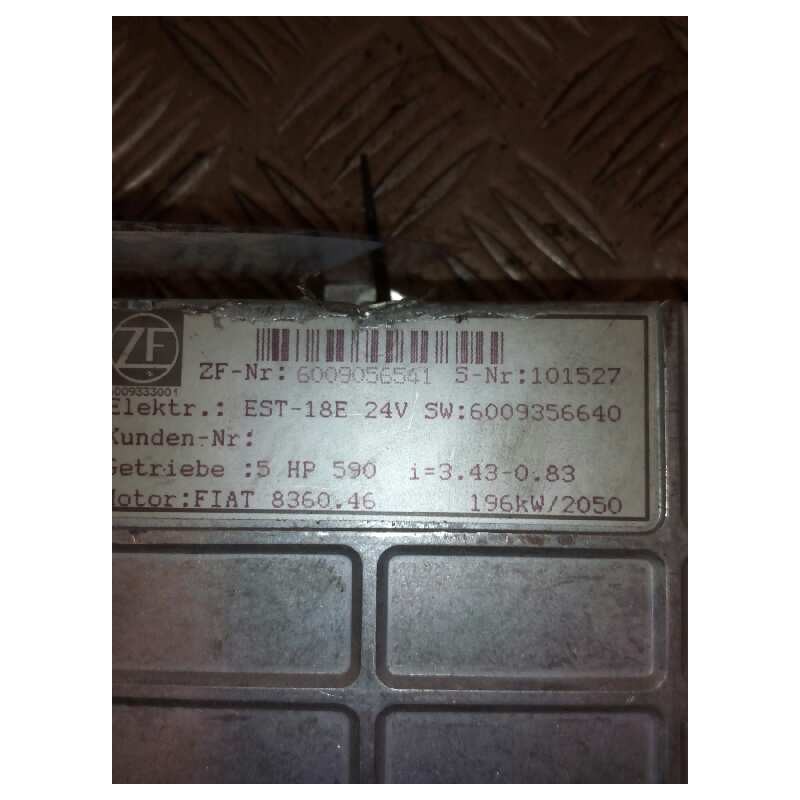 ZF
ZF-Nr: 6009056541 S-Nr:101527
6009333001
Elektr.: EST-18E 24V SW:6009356640
Kunden-Nr:
Getriebe :5 HP 590 i=3.43-0.83
Motor:FIAT 8360.46 196kW/2050